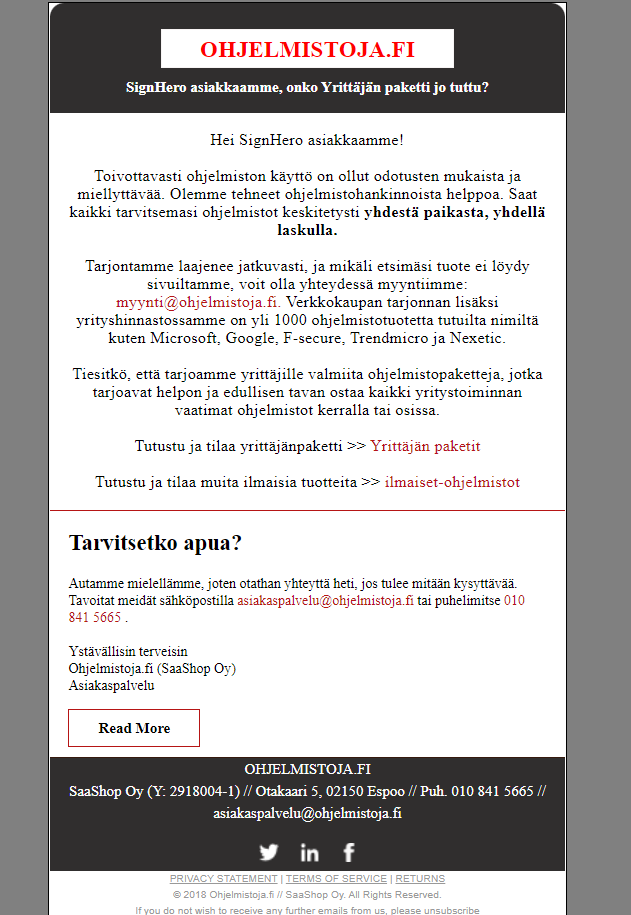 OHJELMISTOJA.FI
SignHero asiakkaamme, onko Yrittäjän paketti jo tuttu?
Hei SignHero asiakkaamme!
Toivottavasti ohjelmiston käyttö on ollut odotusten mukaista ja
miellyttävää. Olemme tehneet ohjelmistohankinnoista helppoa. Saat
kaikki tarvitsemasi ohjelmistot keskitetysti yhdestä paikasta, yhdellä
laskulla.
Tarjontamme laajenee jatkuvasti, ja mikäli etsimäsi tuote ei löydy
sivuiltamme, voit olla yhteydessä myyntiimme:
myynti@ohjelmistoja.fi. Verkkokaupan tarjonnan lisäksi
yrityshinnastossamme on yli 1000 ohjelmistotuotetta tutuilta nimiltä
kuten Microsoft, Google, F-secure, Trendmicro ja Nexetic.
Tiesitkö, että tarjoamme yrittäjille valmiita ohjelmistopaketteja, jotka
tarjoavat helpon ja edullisen tavan ostaa kaikki yritystoiminnan
vaatimat ohjelmistot kerralla tai osissa.
Tutustu ja tilaa yrittäjänpaketti >> Yrittäjän paketit
Tutustu ja tilaa muita ilmaisia tuotteita >> ilmaiset-ohjelmistot
Tarvitsetko apua?
Autamme mielellämme, joten otathan yhteyttä heti, jos tulee mitään kysyttävää.
Tavoitat meidät sähköpostilla asiakaspalvelu@ohjelmistoja.fi tai puhelimitse 010
841 5665 .
Ystävällisin terveisin
Ohjelmistoja.fi (SaaShop Oy)
Asiakaspalvelu
Read More
OHJELMISTOJA.FI
SaaShop Oy (Y: 2918004-1) // Otakaari 5, 02150 Espoo // Puh. 010 841 5665 //
asiakaspalvelu@ohjelmistoja.fi
PRIVACY STATEMENT | TERMS OF SERVICE | RETURNS
© 2018 Ohjelmistoja.fi // SaaShop Oy. All Rights Reserved.
If you do not wish to receive any further emails from us, please unsubscribe